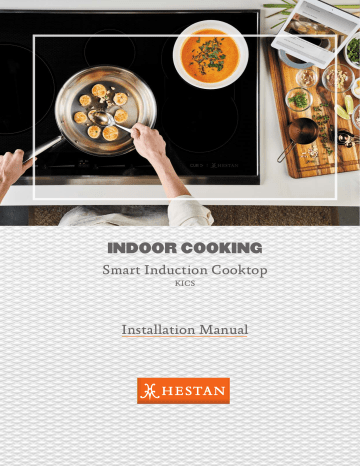 INDOOR COOKING
Smart Induction Cooktop
KICS
Installation Manual
HESTAN